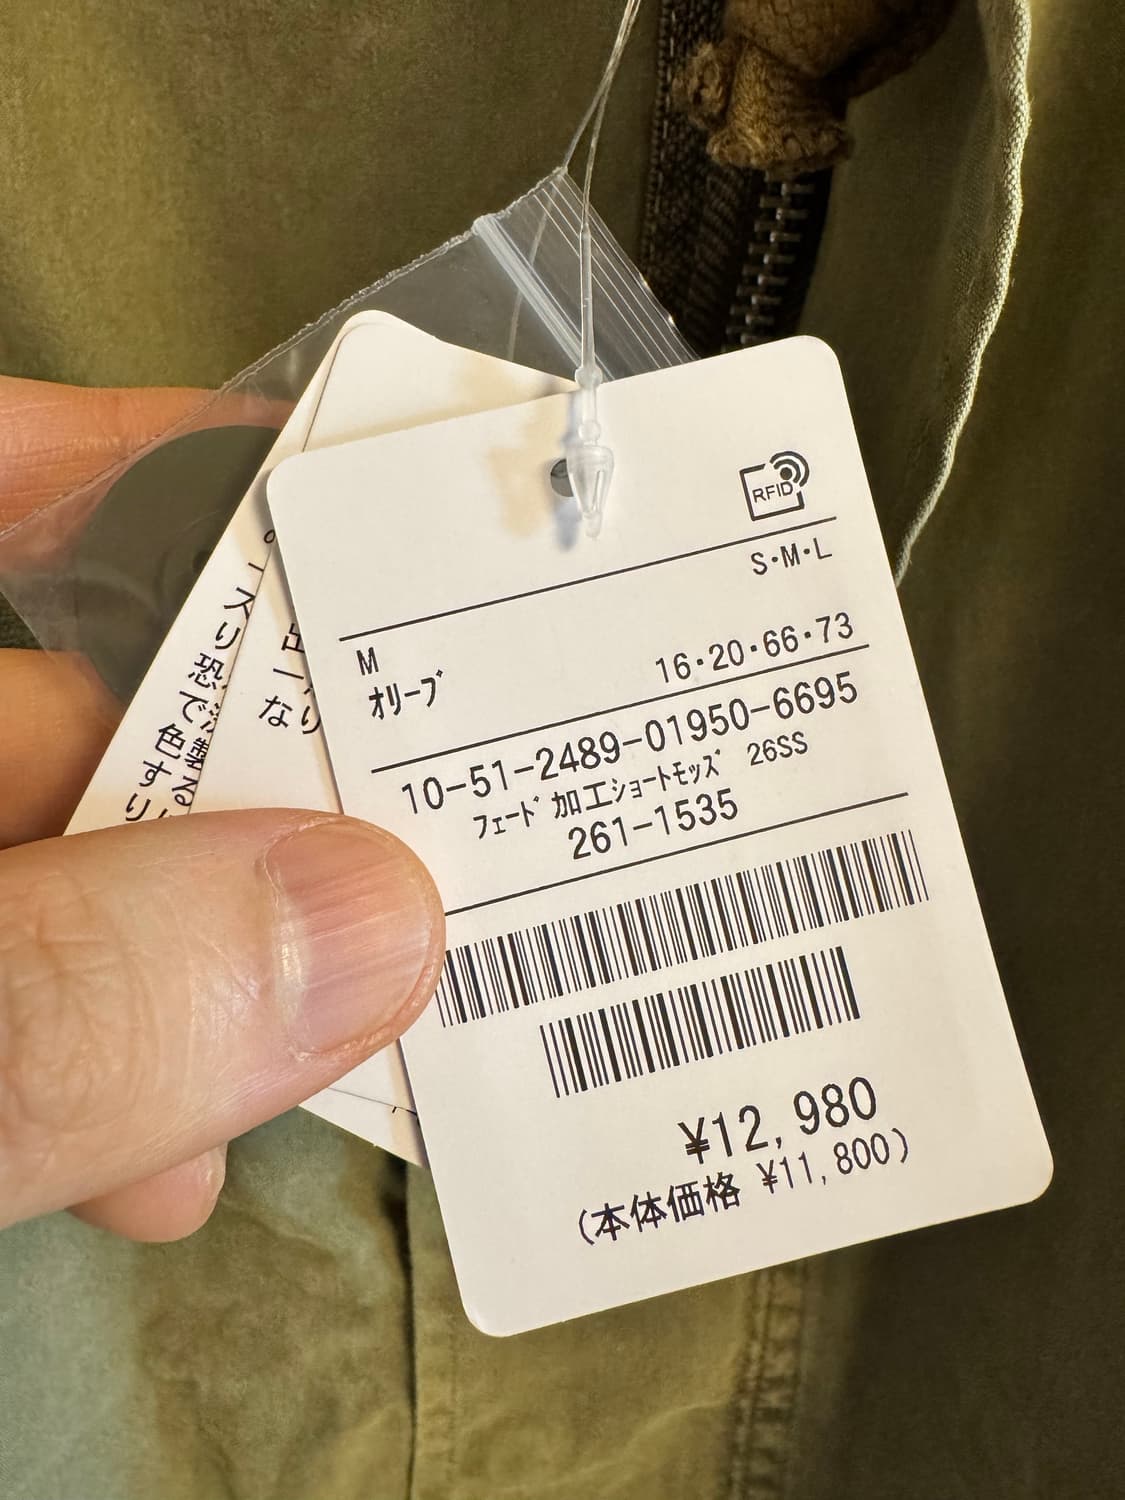 RFID
S・M・L
M
オリーブ
16・20・66・73
10-51-2489-01950-6695
フェード 加工ショートモッズ 26SS
261-1535
¥12,980
(本体価格 ¥11,800)